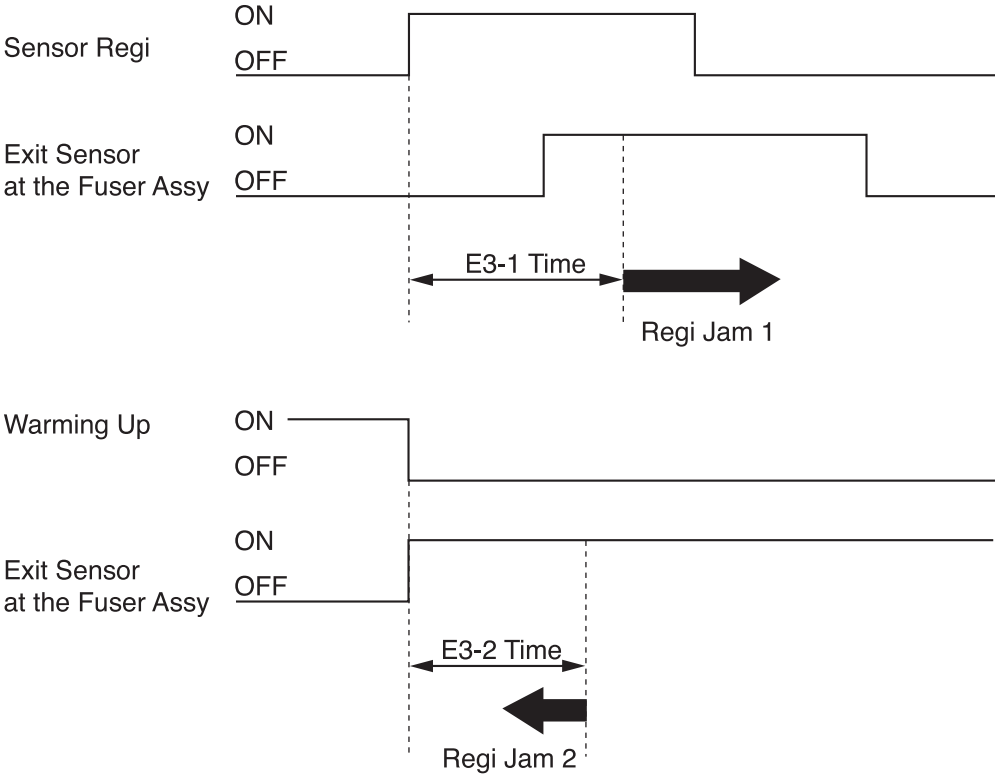 ON
Sensor Regi
OFF
ON
Exit Sensor
at the Fuser Assy
OFF
E3-1 Time
Regi Jam 1
ON
Warming Up
OFF
ON
Exit Sensor
OFF
at the Fuser Assy
E3-2 Time
Regi Jam 2